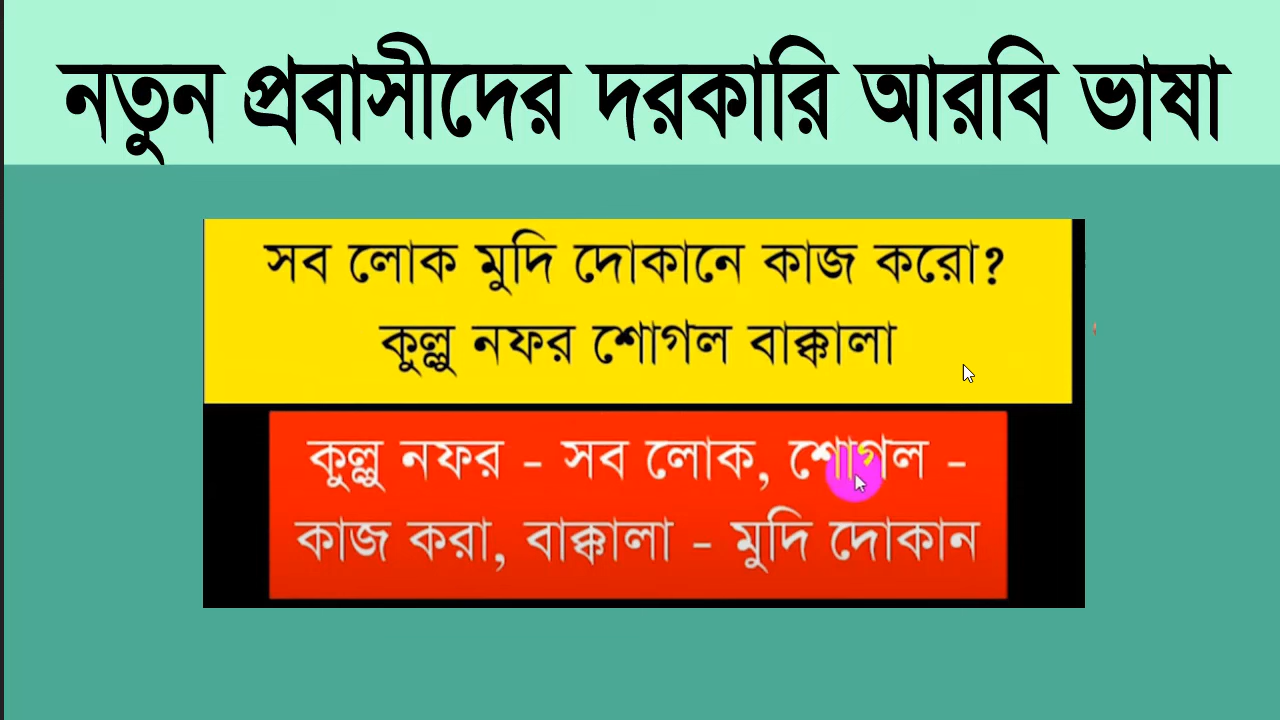 নতুন প্রবাসীদের দরকারি আরবি ভাষা
সব লোক মুদি দোকানে কাজ করো?
কুল্লু নফর শোগল বাক্কালা
কুল্লু নফর - সব লোক, শোগল -
কাজ করা, বাক্কালা - মুদি দোকান